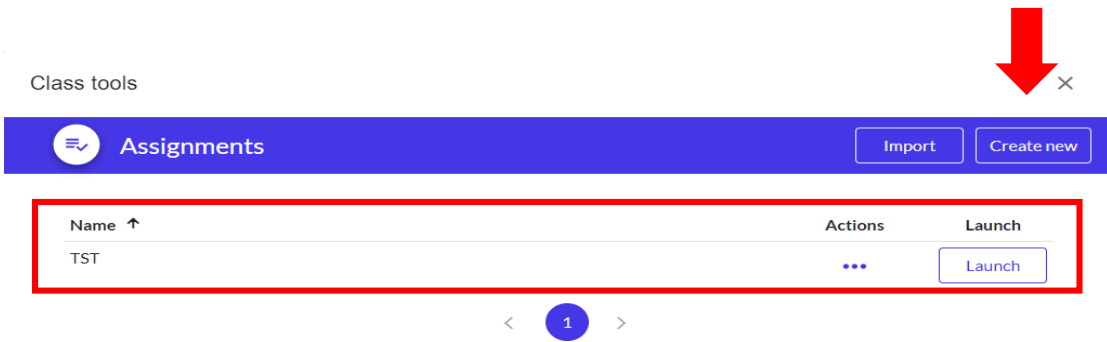 Class tools
Assignments Import Create new
Name Actions Launch
TST Launch
1